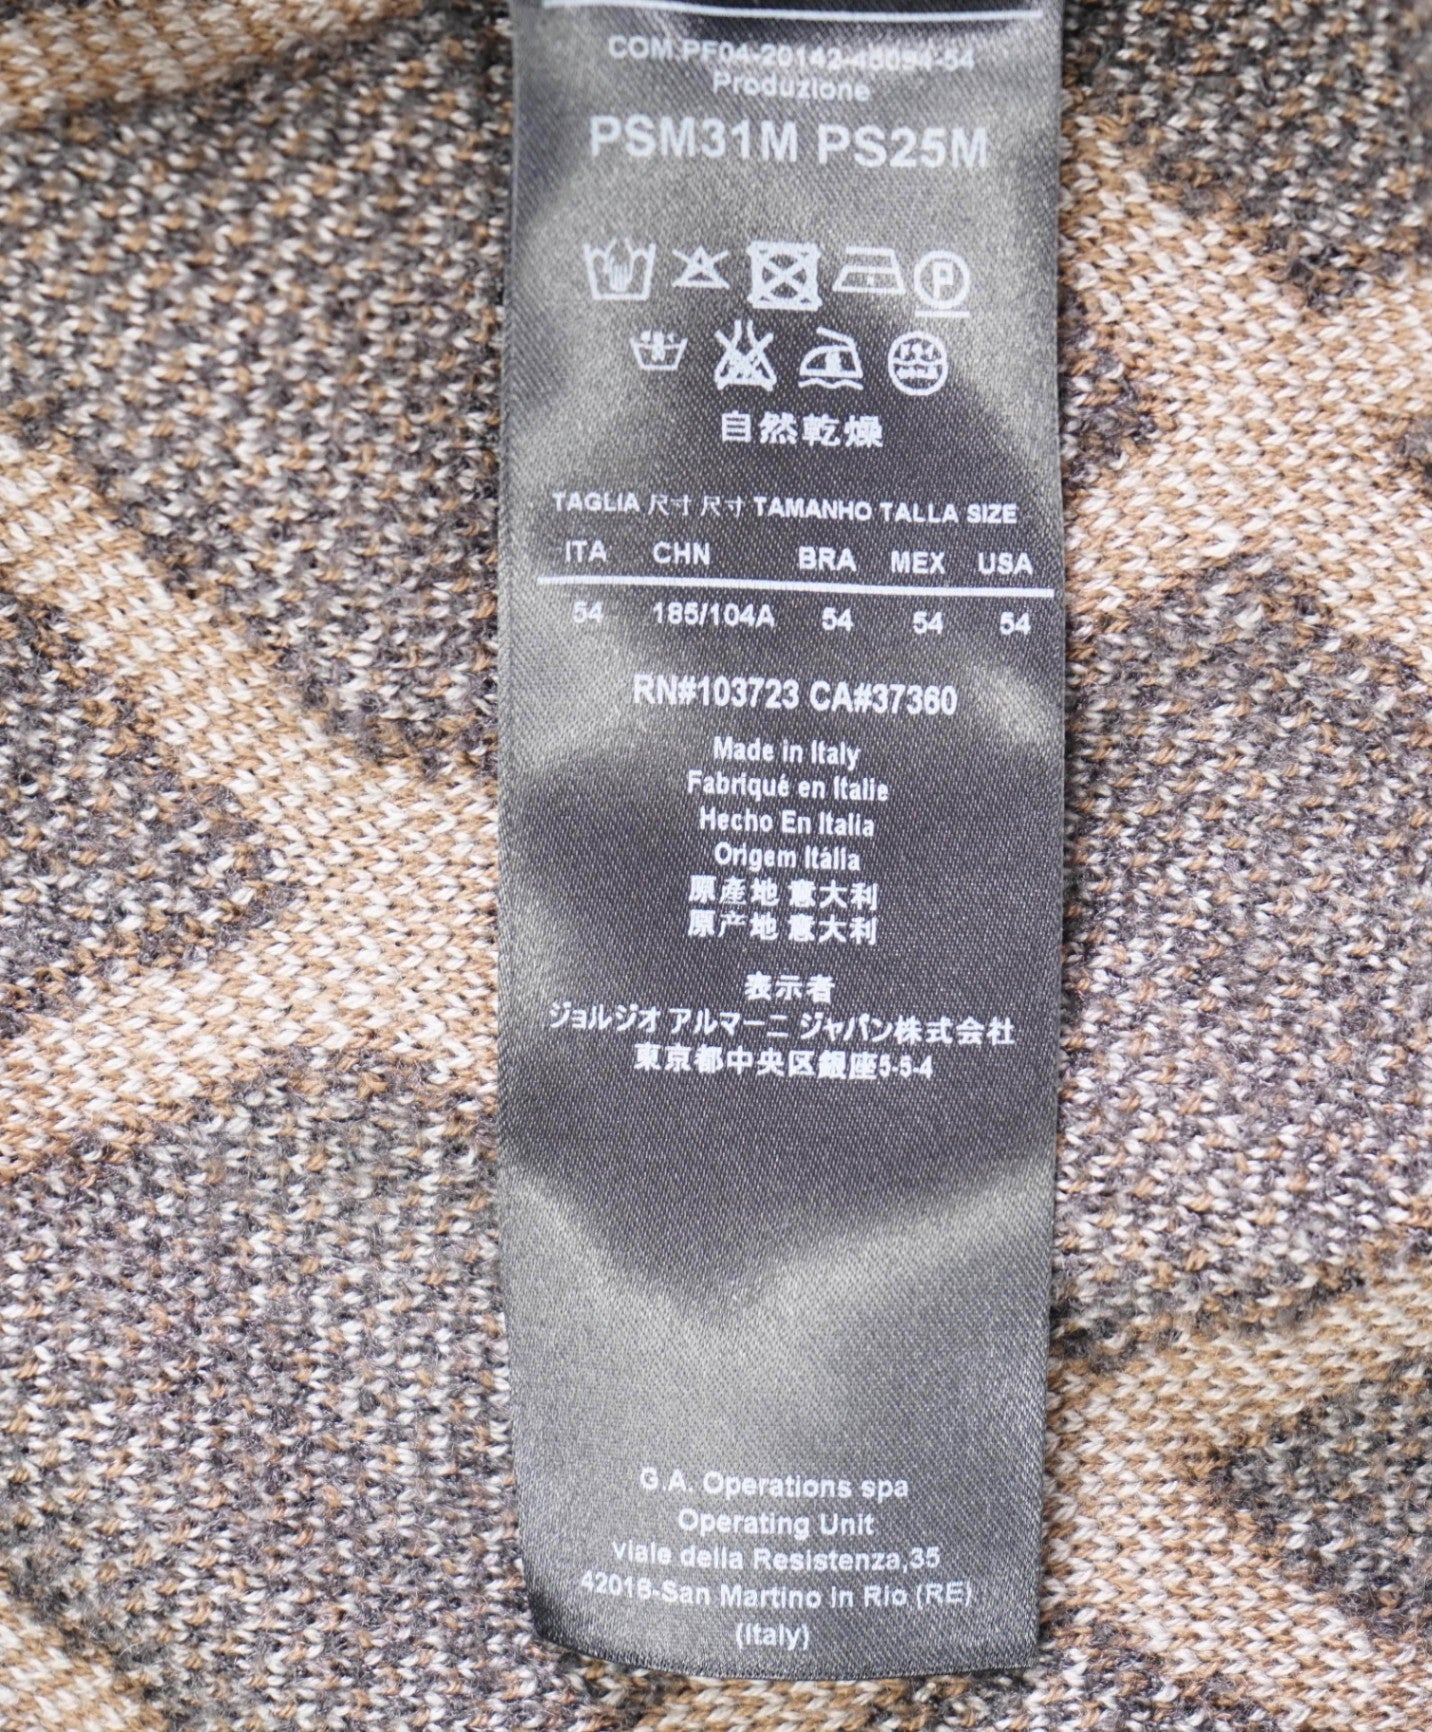 COM.PF04-20142-45094-54
Produzione
PSM31M PS25M
P
自然乾燥
TAGLIA 尺寸 尺寸 TAMANHO TALLA SIZE
ITA CHN BRA MEX USA
54 185/104A 54 54 54
RN#103723 CA#37360
Made in Italy
Fabriqué en Italie
Hecho En Italia
Origem Itália
原產地 意大利
原产地 意大利
表示者
ジョルジオ アルマーニ ジャパン株式会社
東京都中央区銀座5-5-4
G.A. Operations spa
Operating Unit
viale della Resistenza,35
42018-San Martino in Rio (RE)
(Italy)